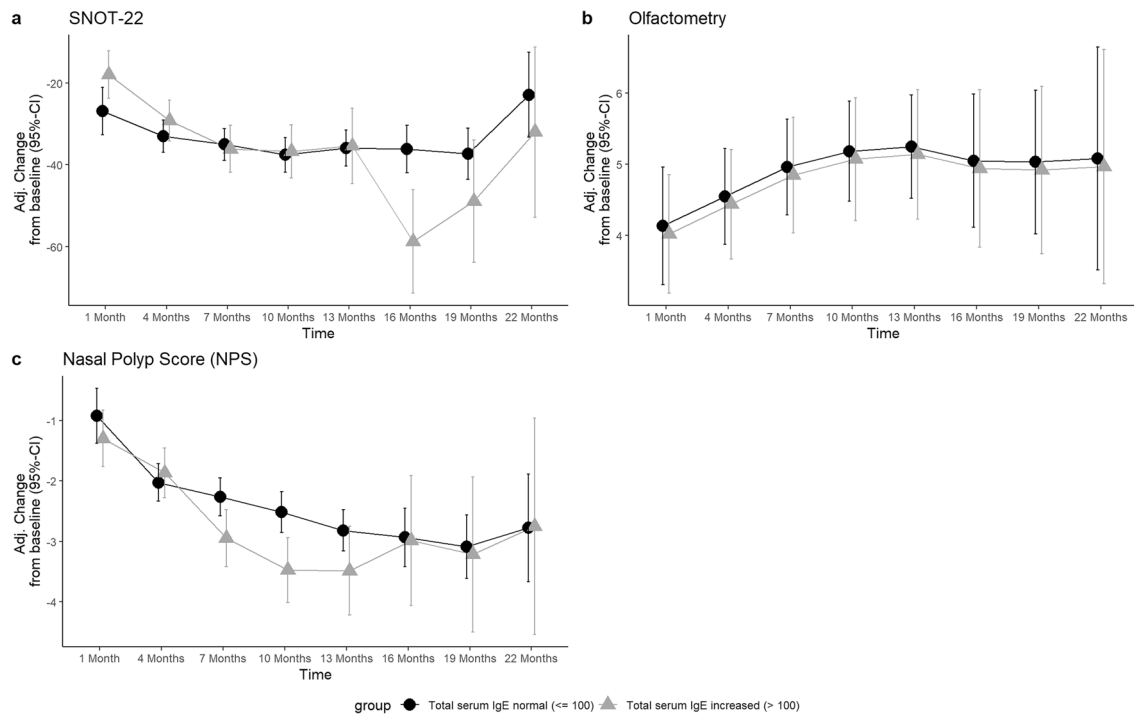 a SNOT-22
Adj. Change
from baseline (95%-CI)
-20
-40
-60
1 Month 4 Months 7 Months 10 Months 13 Months 16 Months 19 Months 22 Months
Time
b Olfactometry
Adj. Change
from baseline (95%-CI)
6
5
4
1 Month 4 Months 7 Months 10 Months 13 Months 16 Months 19 Months 22 Months
Time
c Nasal Polyp Score (NPS)
Adj. Change
from baseline (95%-CI)
-1
-2
-3
-4
1 Month 4 Months 7 Months 10 Months 13 Months 16 Months 19 Months 22 Months
Time
group Total serum IgE normal (<= 100) Total serum IgE increased (> 100)